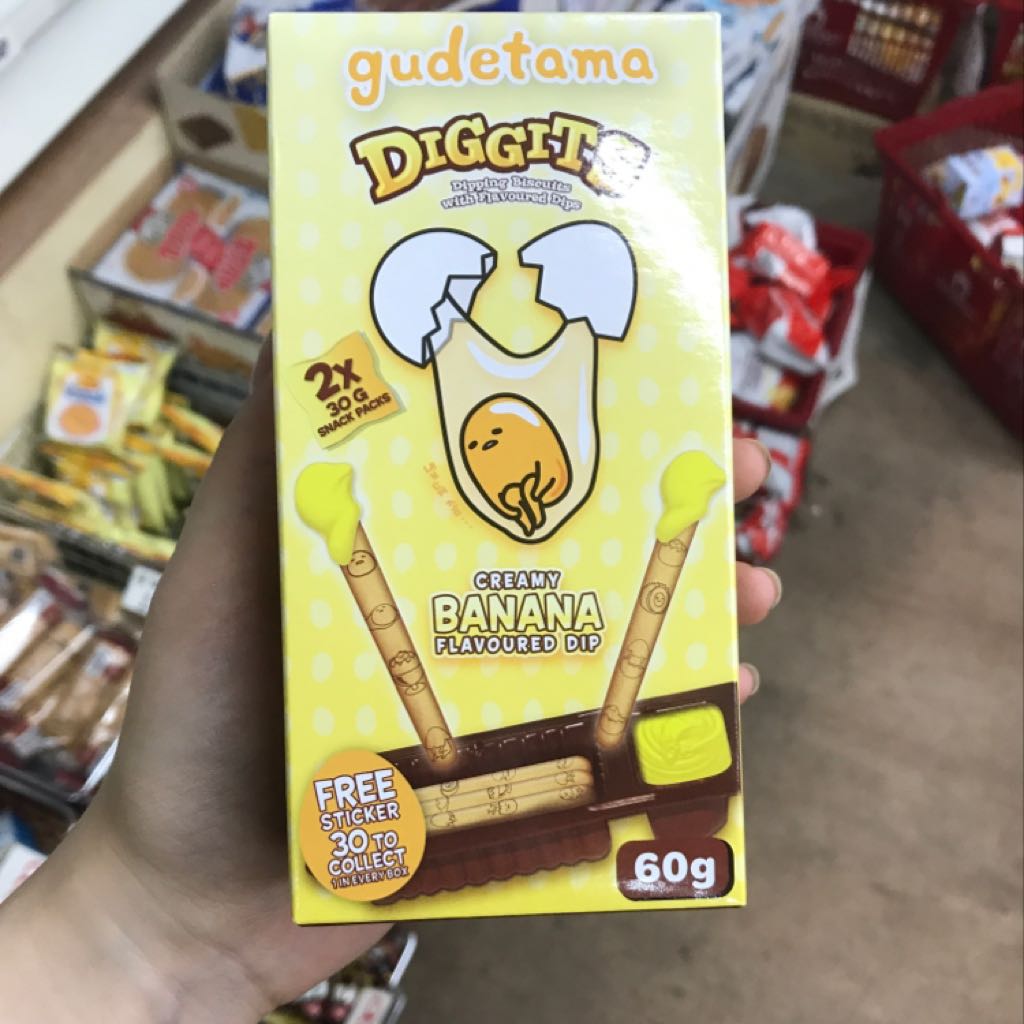 gudetama
DIGGITS
Dipping Biscuits
with Flavoured Dips
2X
30 G
SNACK PACKS
CREAMY
BANANA
FLAVOURED DIP
FREE
STICKER
30 TO
COLLECT
1 IN EVERY BOX
60g